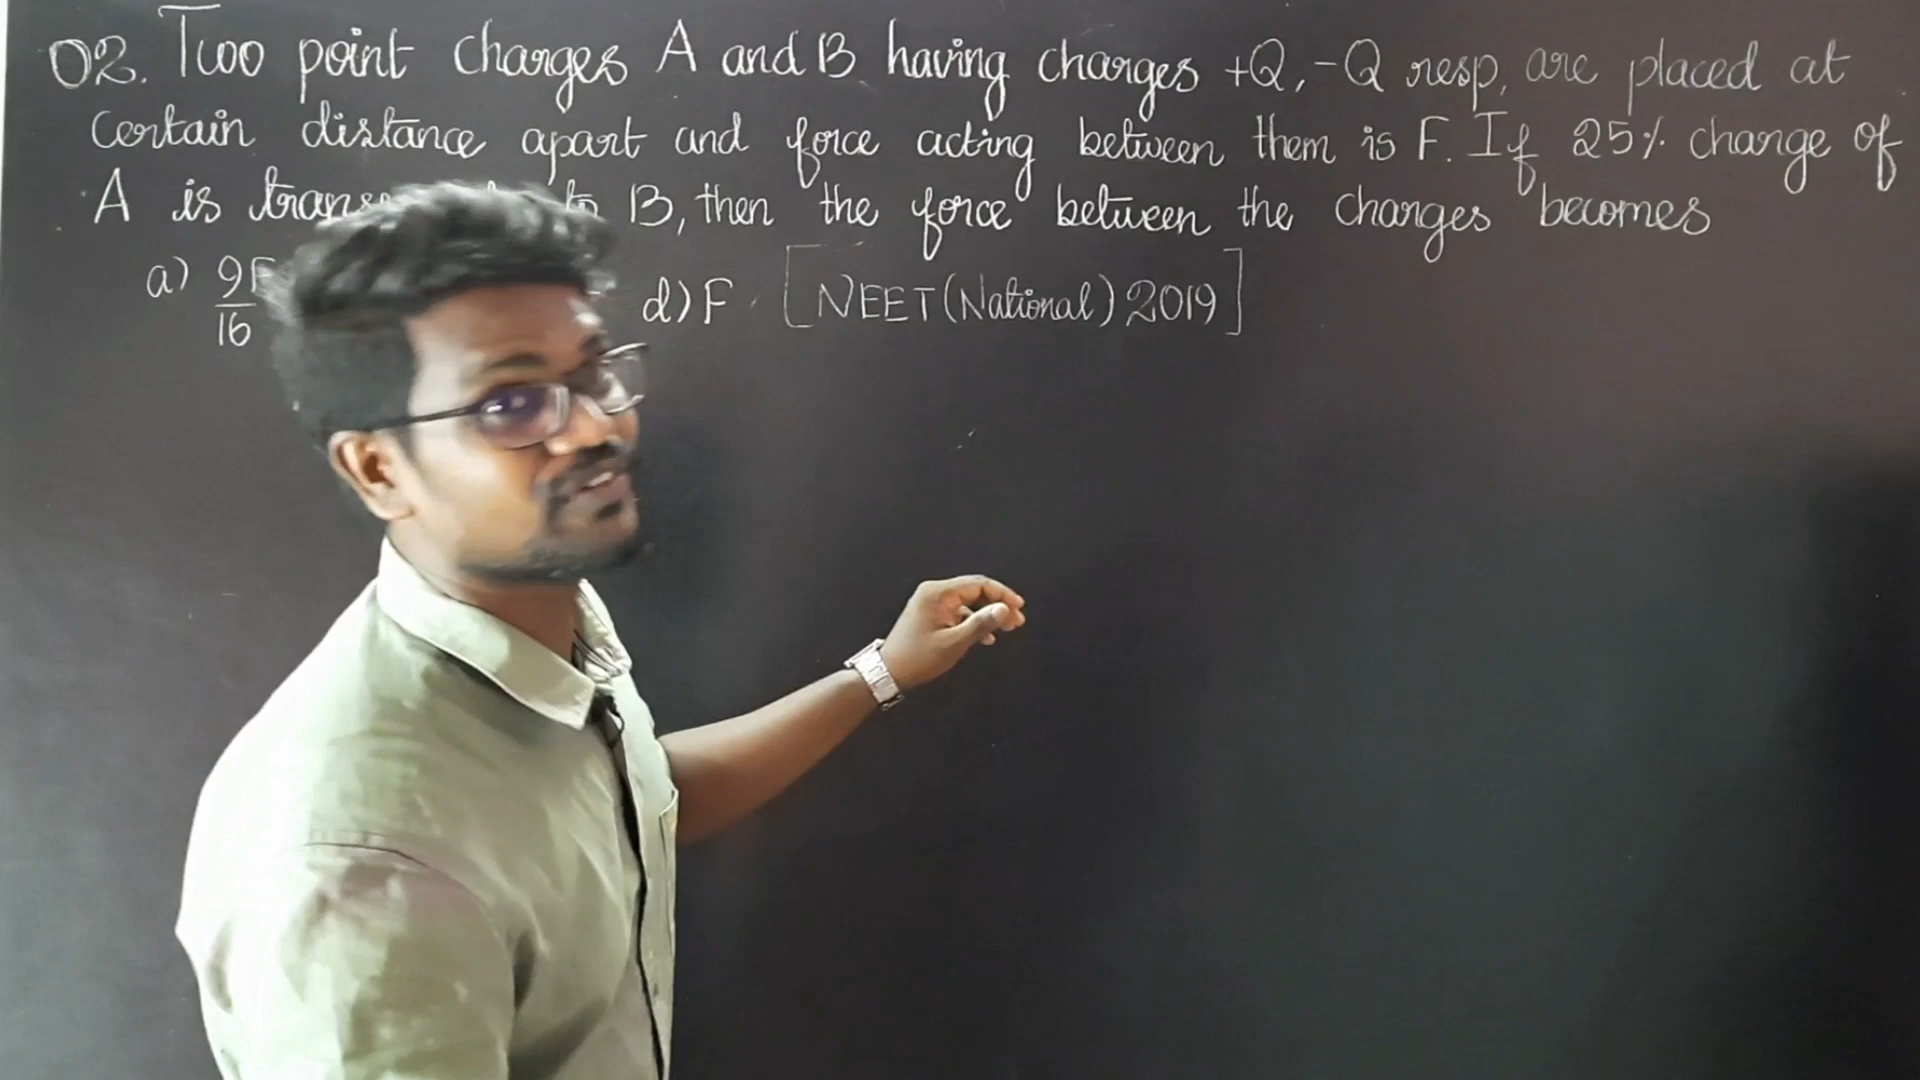 02. Two point charges A and B having charges +Q, -Q resp, are placed at
certain distance apart and force acting between them is F. If 25% charge of
A is to B, then the force between the charges becomes
a) 9F/16 d) F [NEET (National) 2019]